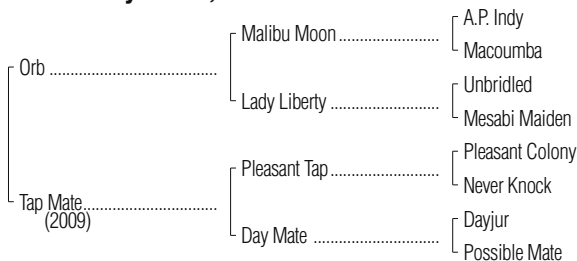 A.P. Indy
Malibu Moon
Macoumba
Orb
Unbridled
Lady Liberty
Mesabi Maiden
Pleasant Colony
Pleasant Tap
Never Knock
Tap Mate
(2009)
Dayjur
Day Mate
Possible Mate